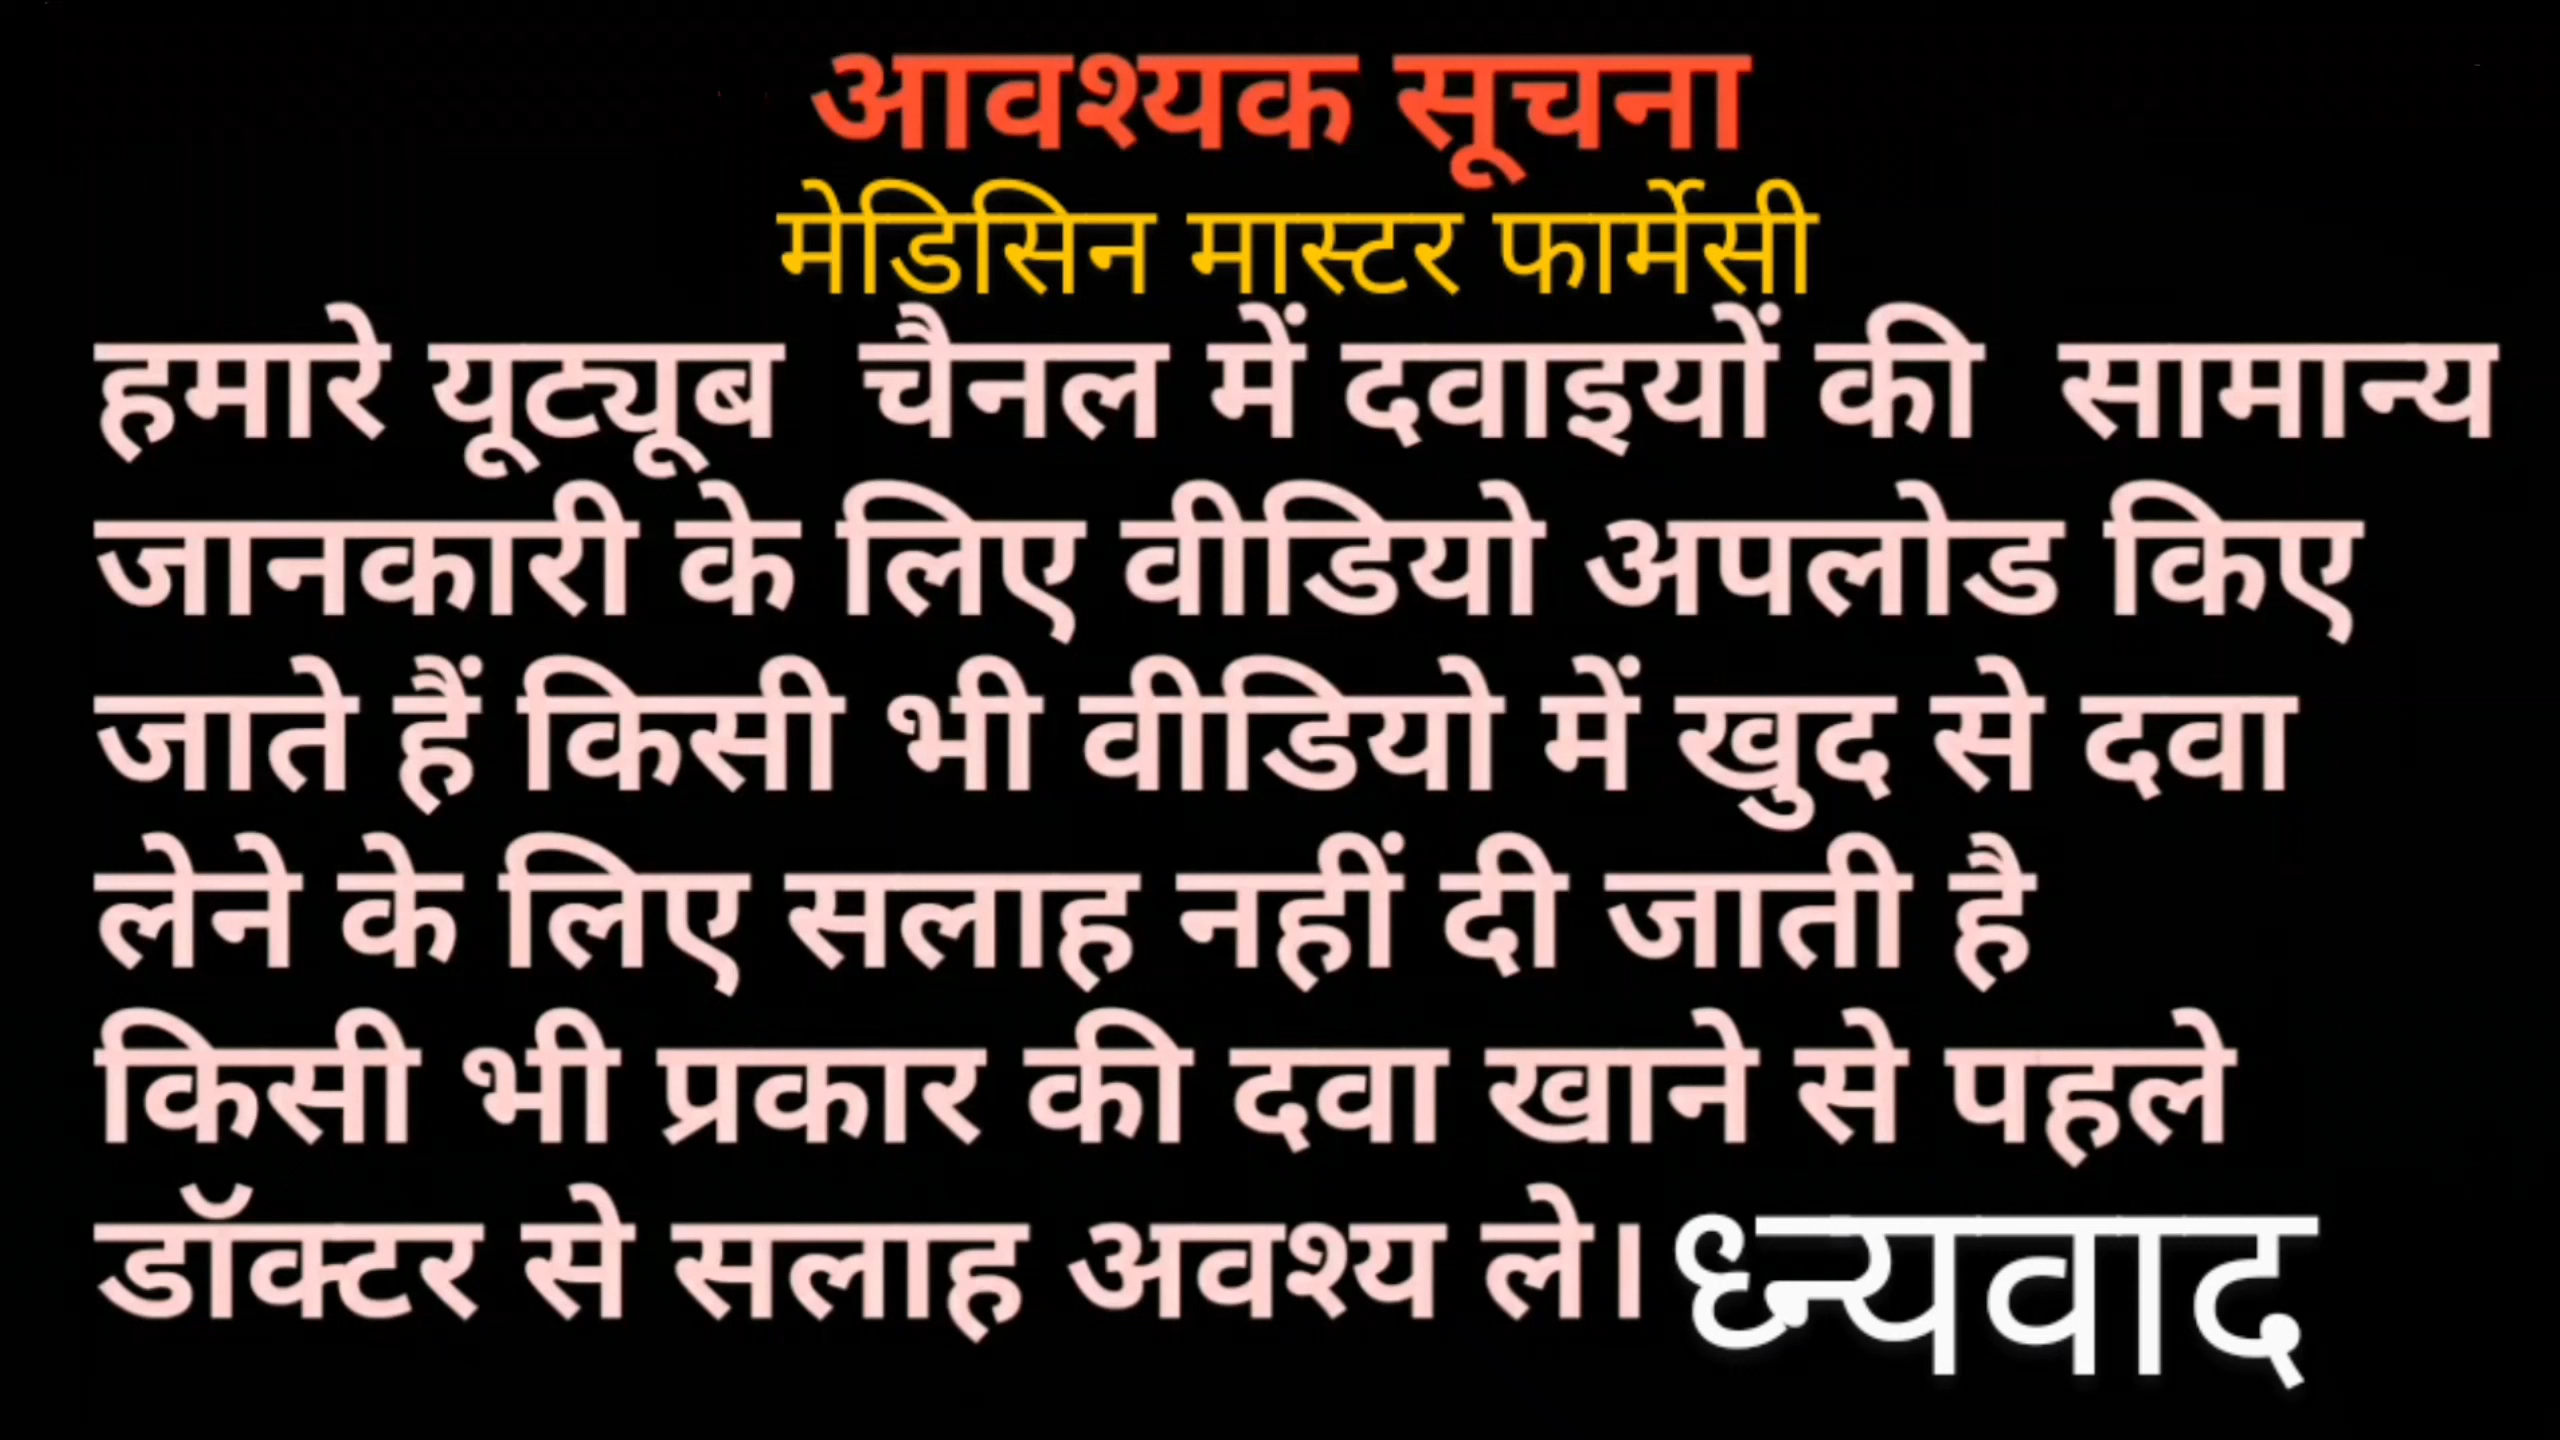 आवश्यक सूचना
मेडिसिन मास्टर फार्मेसी
हमारे यूट्यूब चैनल में दवाइयों की सामान्य
जानकारी के लिए वीडियो अपलोड किए
जाते हैं किसी भी वीडियो में खुद से दवा
लेने के लिए सलाह नहीं दी जाती है
किसी भी प्रकार की दवा खाने से पहले
डॉक्टर से सलाह अवश्य ले। ध्न्यवाद